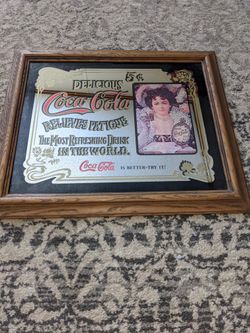 DELICIOUS 5¢
Coca-Cola
RELIEVES FATIGUE
THE MOST REFRESHING DRINK
IN THE WORLD.
Coca-Cola IS BETTER-TRY IT!